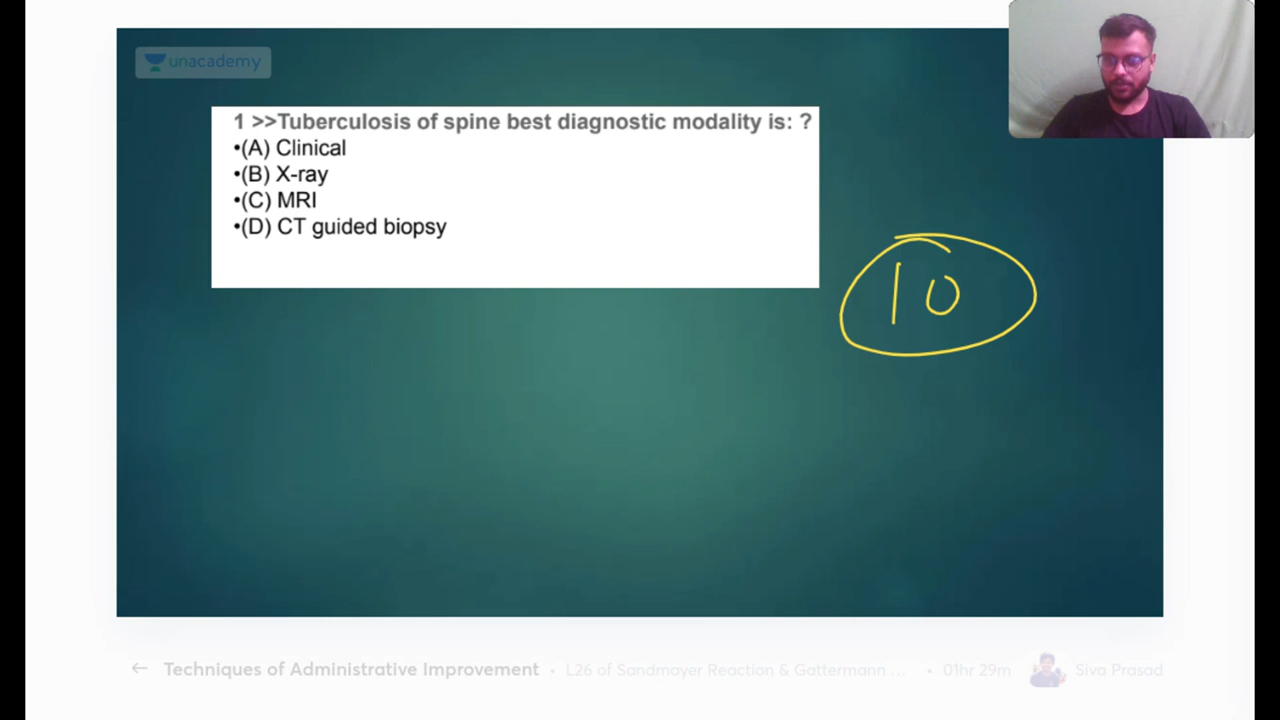 unacademy
1 >>Tuberculosis of spine best diagnostic modality is: ?
•(A) Clinical
•(B) X-ray
•(C) MRI
•(D) CT guided biopsy
10
← Techniques of Administrative Improvement • L26 of Sandmayer Reaction & Gattermann ... • 01hr 29m Siva Prasad